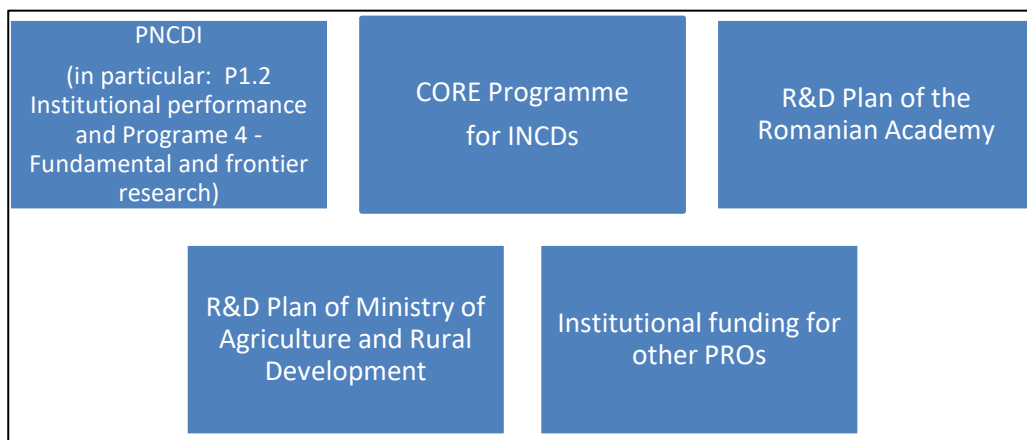 PNCDI
(in particular:  P1.2
Institutional performance
and Programe 4 -
Fundamental and frontier
research)
CORE Programme
for INCDs
R&D Plan of the
Romanian Academy
R&D Plan of Ministry of
Agriculture and Rural
Development
Institutional funding for
other PROs